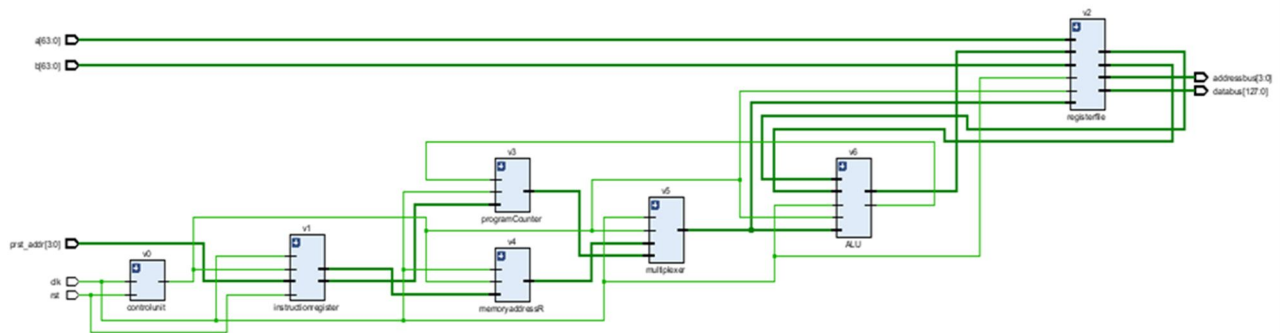 v2
a[63:0]
b[63:0]
addressbus[3:0]
databus[127:0]
registerfile
v3
v6
v5
programCounter
v1
v4
ALU
prst_addr[3:0]
v0
multiplexer
clk
rst
controlunit
instructionregister
memoryaddressR